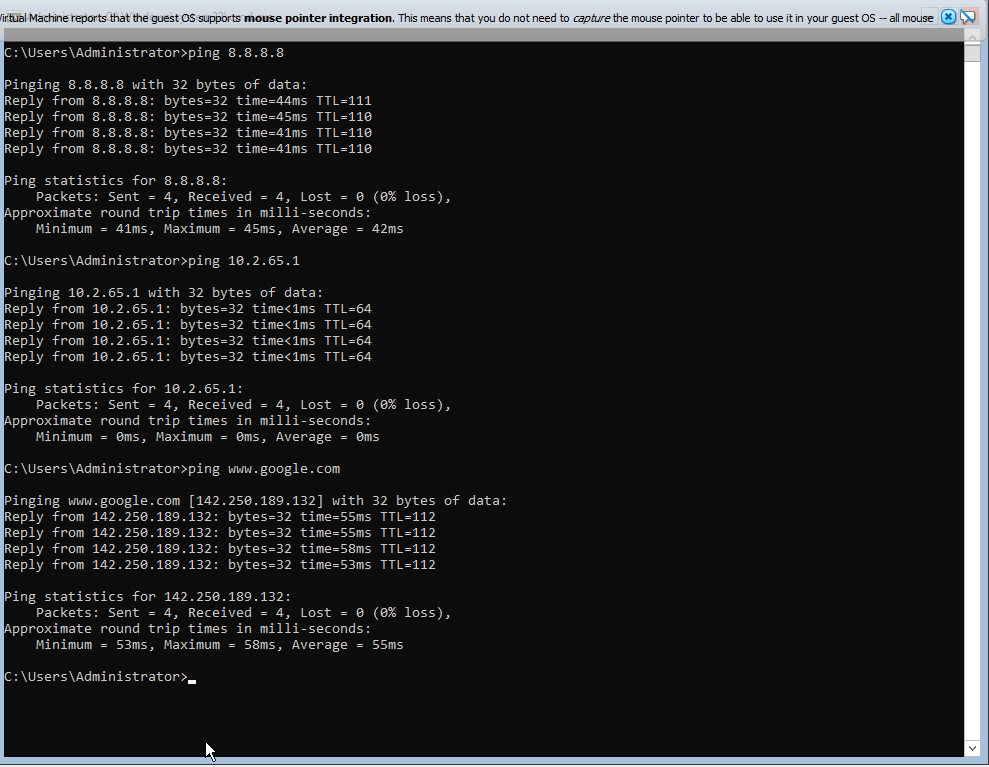 Virtual Machine reports that the guest OS supports mouse pointer integration. This means that you do not need to capture the mouse pointer to be able to use it in your guest OS -- all mouse
C:\Users\Administrator>ping 8.8.8.8
Pinging 8.8.8.8 with 32 bytes of data:
Reply from 8.8.8.8: bytes=32 time=44ms TTL=111
Reply from 8.8.8.8: bytes=32 time=45ms TTL=110
Reply from 8.8.8.8: bytes=32 time=41ms TTL=110
Reply from 8.8.8.8: bytes=32 time=41ms TTL=110
Ping statistics for 8.8.8.8:
Packets: Sent = 4, Received = 4, Lost = 0 (0% loss),
Approximate round trip times in milli-seconds:
Minimum = 41ms, Maximum = 45ms, Average = 42ms
C:\Users\Administrator>ping 10.2.65.1
Pinging 10.2.65.1 with 32 bytes of data:
Reply from 10.2.65.1: bytes=32 time<1ms TTL=64
Reply from 10.2.65.1: bytes=32 time<1ms TTL=64
Reply from 10.2.65.1: bytes=32 time<1ms TTL=64
Reply from 10.2.65.1: bytes=32 time<1ms TTL=64
Ping statistics for 10.2.65.1:
Packets: Sent = 4, Received = 4, Lost = 0 (0% loss),
Approximate round trip times in milli-seconds:
Minimum = 0ms, Maximum = 0ms, Average = 0ms
C:\Users\Administrator>ping www.google.com
Pinging www.google.com [142.250.189.132] with 32 bytes of data:
Reply from 142.250.189.132: bytes=32 time=55ms TTL=112
Reply from 142.250.189.132: bytes=32 time=55ms TTL=112
Reply from 142.250.189.132: bytes=32 time=58ms TTL=112
Reply from 142.250.189.132: bytes=32 time=53ms TTL=112
Ping statistics for 142.250.189.132:
Packets: Sent = 4, Received = 4, Lost = 0 (0% loss),
Approximate round trip times in milli-seconds:
Minimum = 53ms, Maximum = 58ms, Average = 55ms
C:\Users\Administrator>